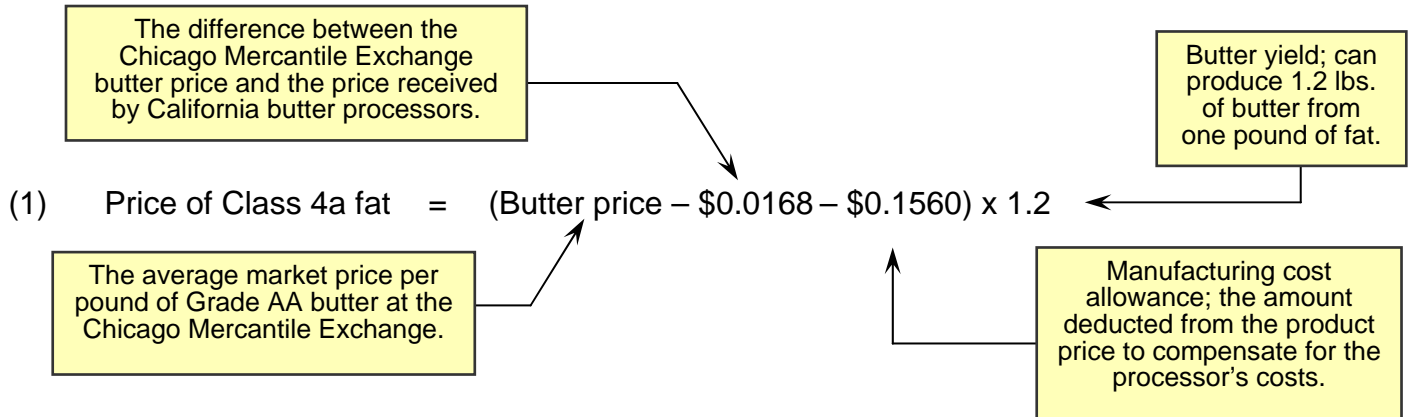 The difference between the
Chicago Mercantile Exchange
butter price and the price received
by California butter processors.
Butter yield; can
produce 1.2 lbs.
of butter from
one pound of fat.
(1) Price of Class 4a fat = (Butter price – $0.0168 – $0.1560) x 1.2
The average market price per
pound of Grade AA butter at the
Chicago Mercantile Exchange.
Manufacturing cost
allowance; the amount
deducted from the product
price to compensate for the
processor’s costs.